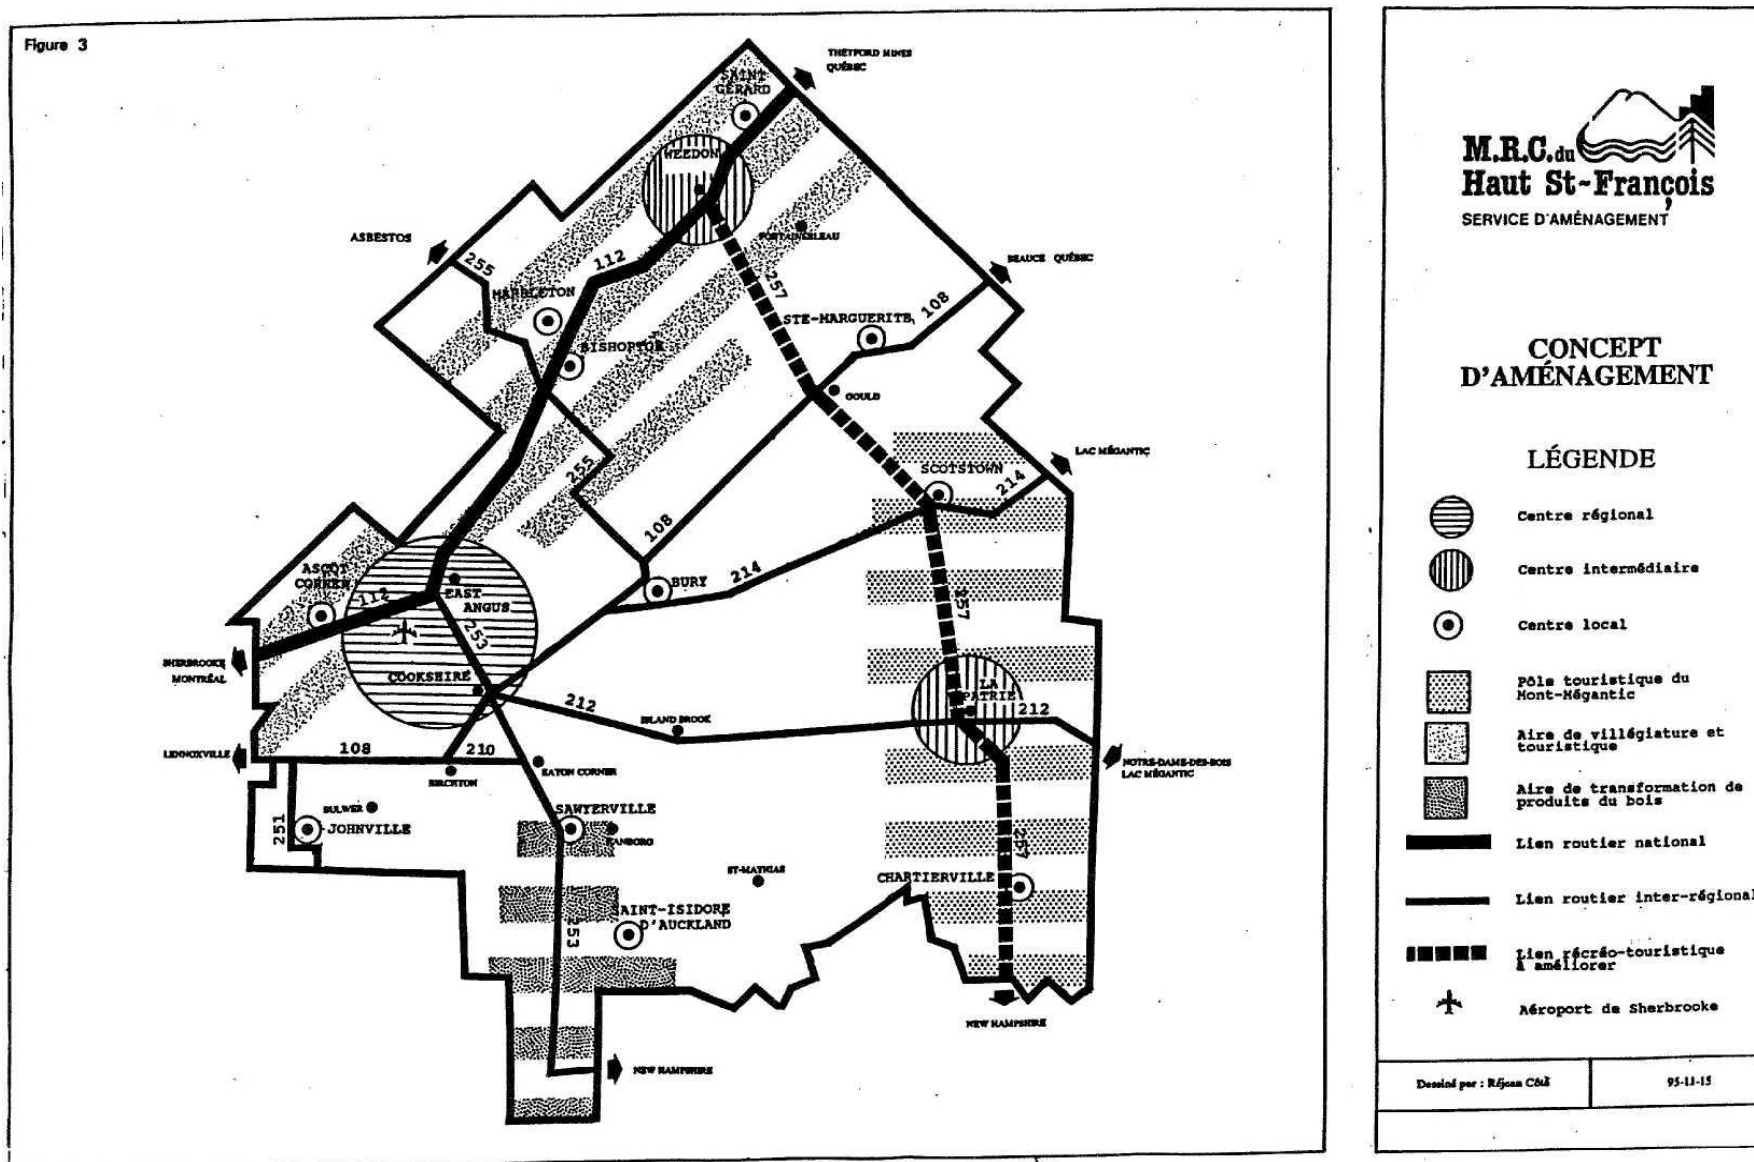 Figure 3
THETFORD MINES
QUÉBEC
SAINT
GÉRARD
WEEDON
ASBESTOS
255
112
FONTAINEBLEAU
BEAUCE QUÉBEC
257
MARBLETON
STE-MARGUERITE
108
BISHOPTON
GOULD
LAC MÉGANTIC
255
SCOTSTOWN
214
108
ASCOT
CORNER
112
EAST
ANGUS
BURY
214
253
257
SHERBROOKE
MONTRÉAL
COOKSHIRE
LA
PATRIE
212
212
ISLAND BROOK
LENNOXVILLE
108
210
EATON CORNER
BIRCHTON
NOTRE-DAME-DES-BOIS
LAC MÉGANTIC
BULWER
SAWYERVILLE
251
JOHNVILLE
257
ST-MATHIAS
CHARTIERVILLE
AINT-ISIDORE
D'AUCKLAND
253
NEW HAMPSHIRE
NEW HAMPSHIRE
M.R.C. du
Haut St-François
SERVICE D'AMÉNAGEMENT
CONCEPT
D'AMÉNAGEMENT
LÉGENDE
Centre régional
Centre intermédiaire
Centre local
Pôle touristique du
Mont-Mégantic
Aire de villégiature et
touristique
Aire de transformation de
produits du bois
Lien routier national
Lien routier inter-régional
Lien récréo-touristique
à améliorer
Aéroport de Sherbrooke
Dessiné par : Réjean Côté
95-11-15